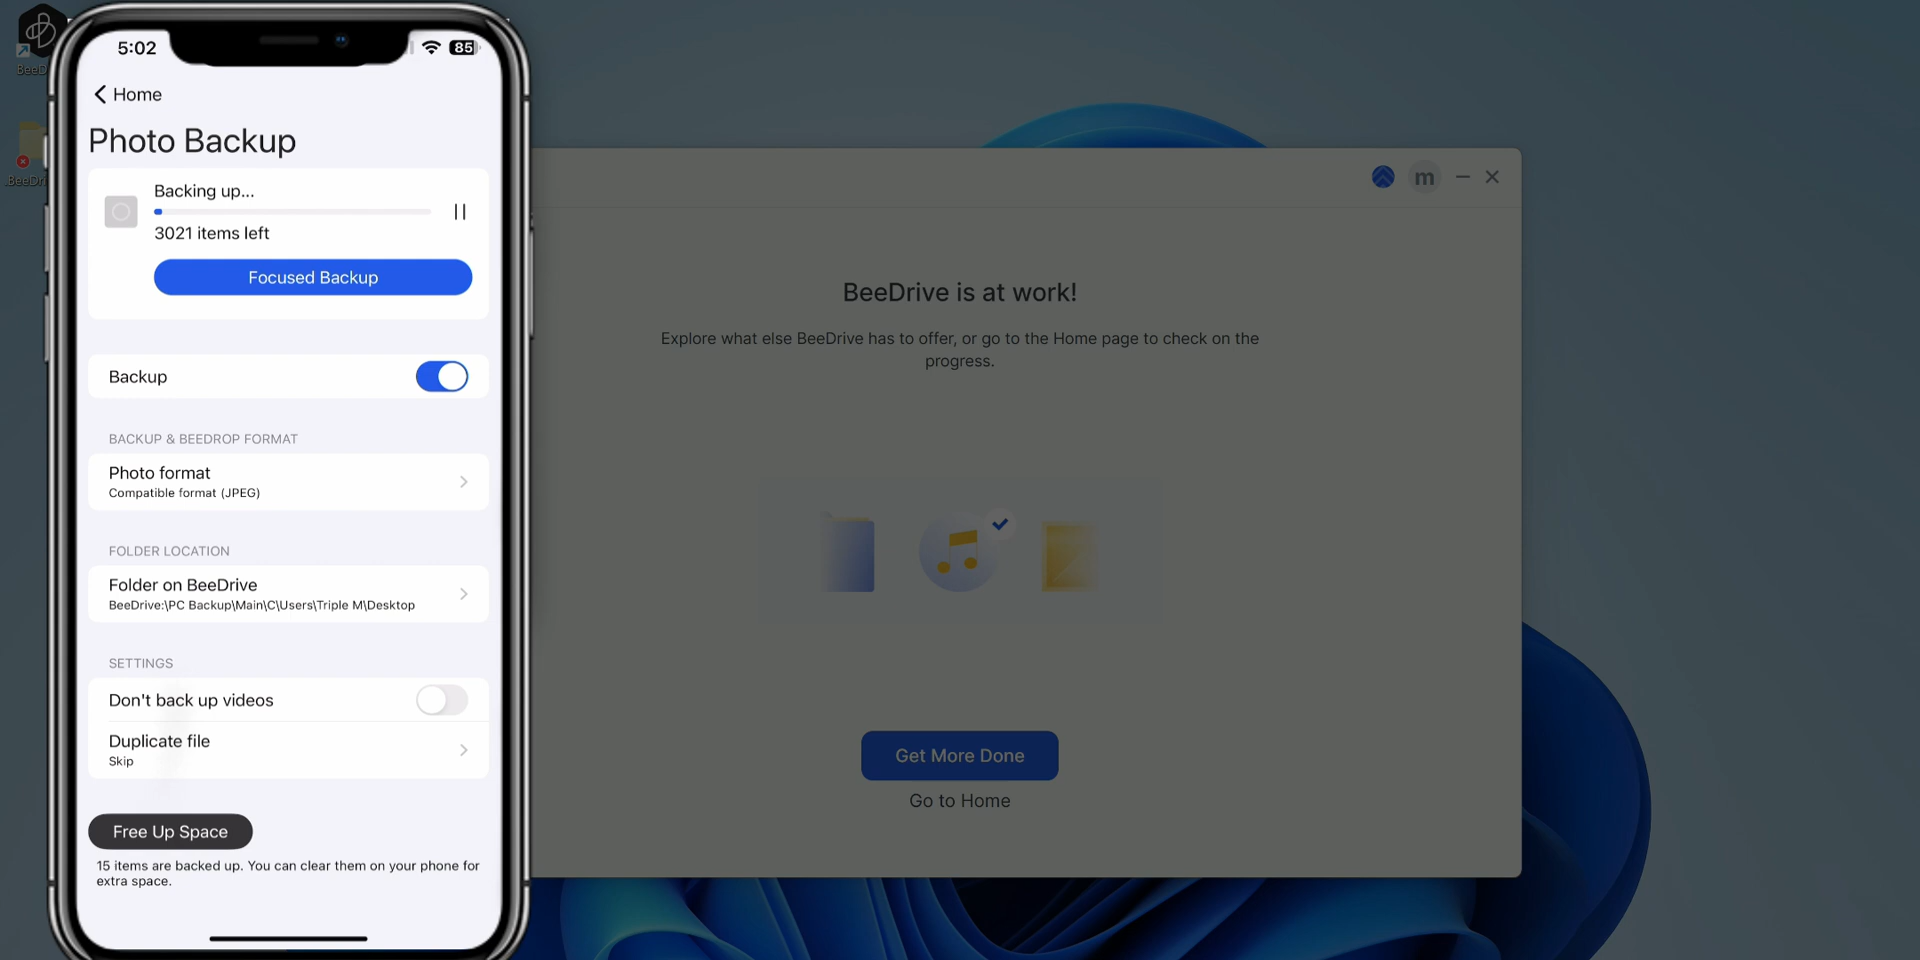 5:02
85
Home
Photo Backup
Backing up...
3021 items left
Focused Backup
Backup
BACKUP & BEEDROP FORMAT
Photo format
Compatible format (JPEG)
FOLDER LOCATION
Folder on BeeDrive
BeeDrive:\PC Backup\Main\C\Users\Triple M\Desktop
SETTINGS
Don't back up videos
Duplicate file
Skip
Free Up Space
15 items are backed up. You can clear them on your phone for
extra space.
m
BeeDrive is at work!
Explore what else BeeDrive has to offer, or go to the Home page to check on the
progress.
Get More Done
Go to Home